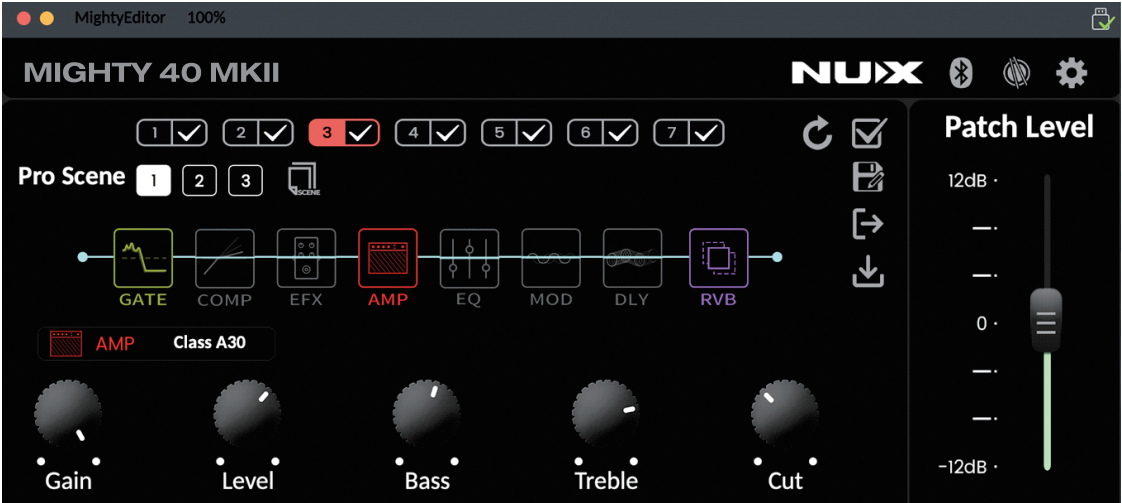 MightyEditor 100%
MIGHTY 40 MKII
NUX
1 2 3 4 5 6 7
Pro Scene 1 2 3
SCENE
GATE COMP EFX AMP EQ MOD DLY RVB
AMP Class A30
Gain Level Bass Treble Cut
Patch Level
12dB
0
-12dB